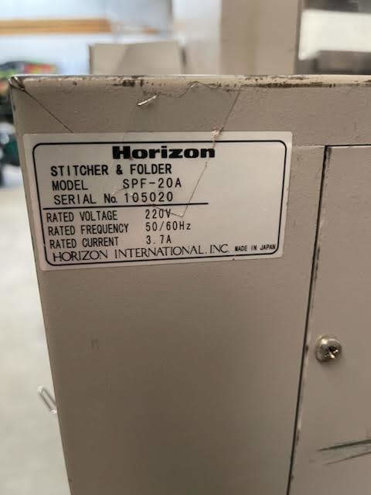 Horizon
STITCHER & FOLDER
MODEL SPF-20A
SERIAL No. 105020
RATED VOLTAGE 220V
RATED FREQUENCY 50/60Hz
RATED CURRENT 3.7A
HORIZON INTERNATIONAL, INC. MADE IN JAPAN